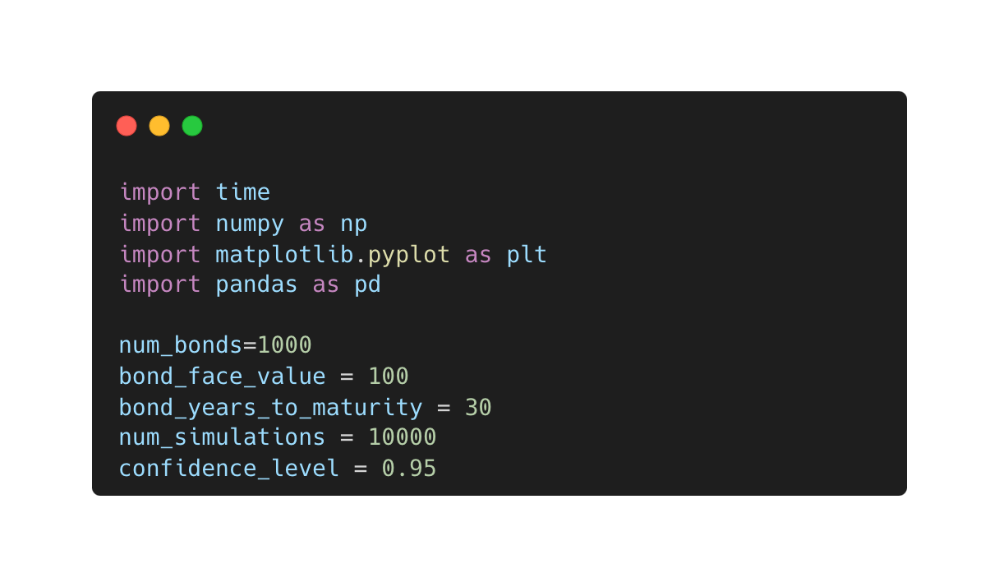 import time
import numpy as np
import matplotlib.pyplot as plt
import pandas as pd
num_bonds=1000
bond_face_value = 100
bond_years_to_maturity = 30
num_simulations = 10000
confidence_level = 0.95